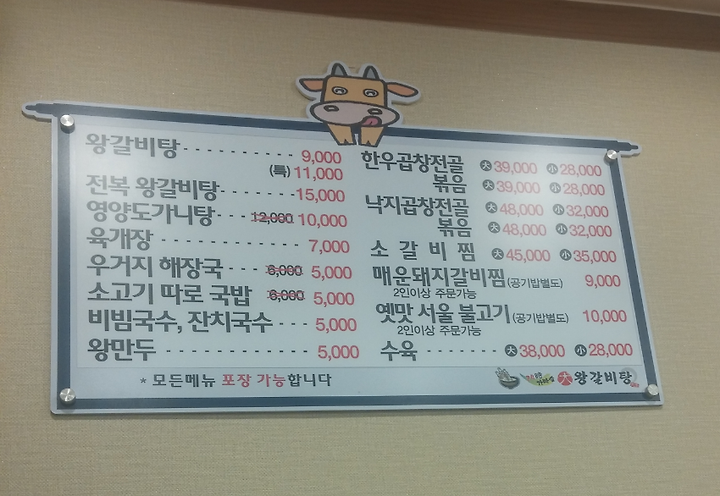 왕갈비탕 ---------- 9,000
(특) 11,000
전복 왕갈비탕 ------- 15,000
영양도가니탕 ---- 12,000 10,000
육개장 ------------ 7,000
우거지 해장국 ---- 6,000 5,000
소고기 따로 국밥 -- 6,000 5,000
비빔국수, 잔치국수 ---- 5,000
왕만두 ------------ 5,000
한우곱창전골 大 39,000 小 28,000
볶음 大 39,000 小 28,000
낙지곱창전골 大 48,000 小 32,000
볶음 大 48,000 小 32,000
소갈비찜 大 45,000 小 35,000
매운돼지갈비찜(공기밥별도) 9,000
2인이상 주문가능
옛맛 서울 불고기(공기밥별도) 10,000
2인이상 주문가능
수육 ------- 大 38,000 小 28,000
* 모든메뉴 포장 가능합니다
大 왕갈비탕